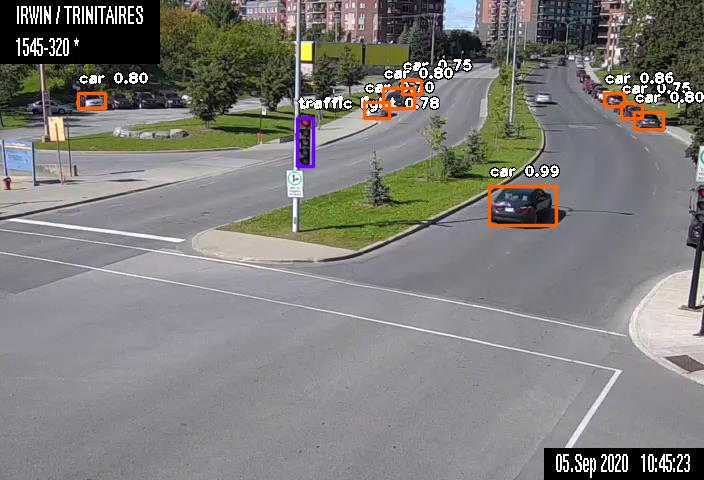 IRWIN / TRINITAIRES
1545-320 *
car 0.75
car 0.80
car 0.80
car 0.86
car 0.75
car 0.80
traffic light 0.78
car 0.99
05.Sep 2020 10:45:23